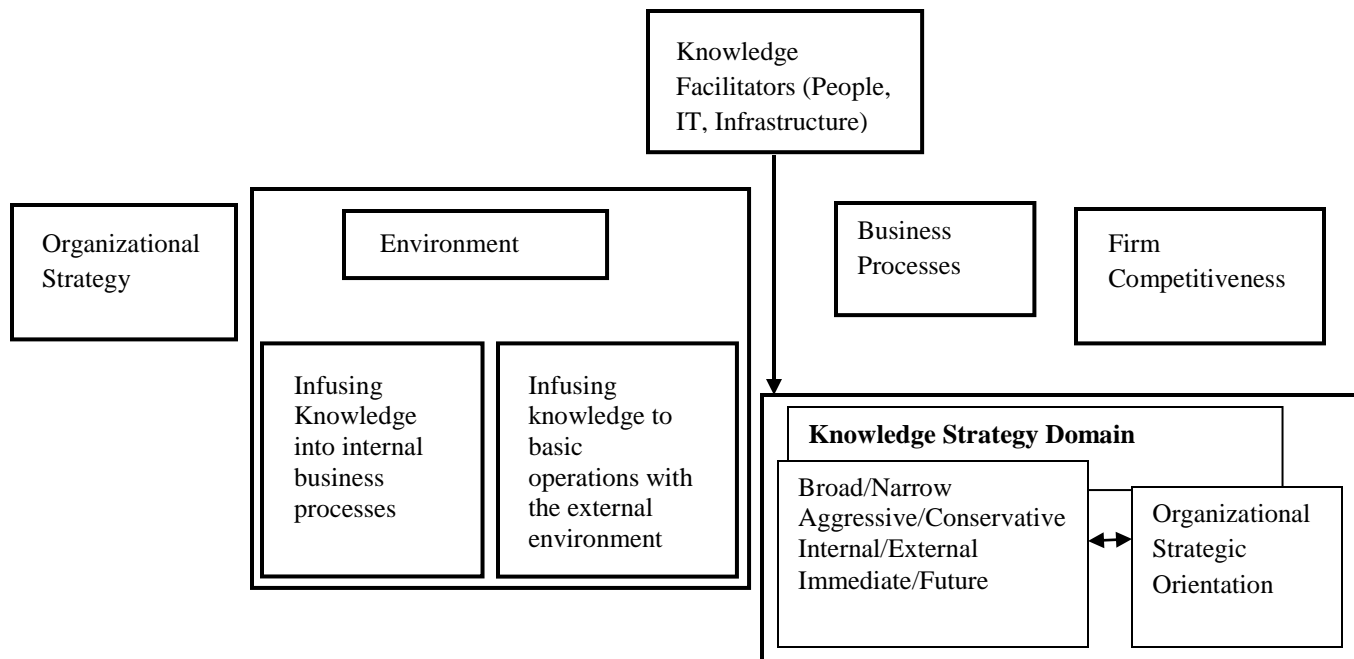 Knowledge
Facilitators (People,
IT, Infrastructure)
Organizational
Strategy
Environment
Business
Processes
Firm
Competitiveness
Infusing
Knowledge
into internal
business
processes
Infusing
knowledge to
basic
operations with
the external
environment
Knowledge Strategy Domain
Broad/Narrow
Aggressive/Conservative
Internal/External
Immediate/Future
Organizational
Strategic
Orientation